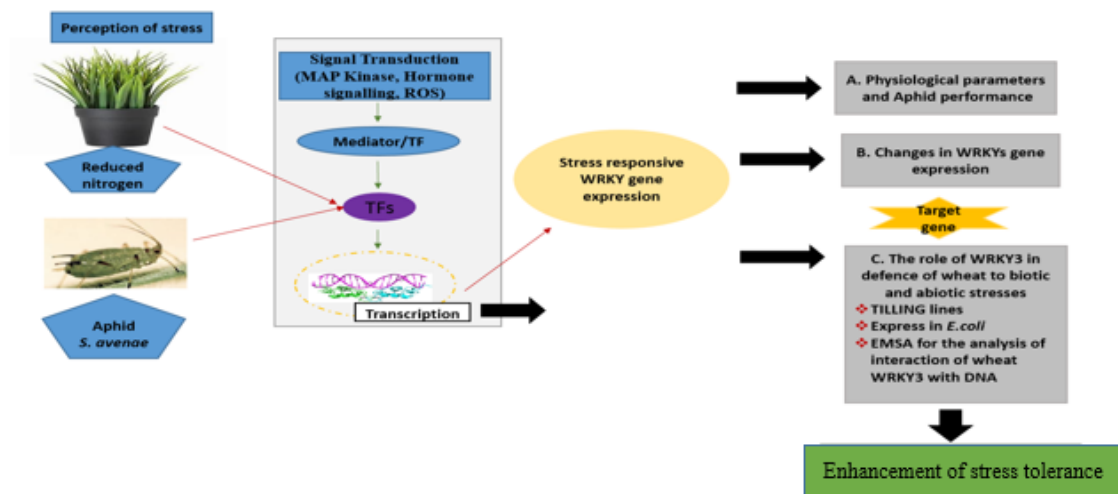 Perception of stress
Reduced
nitrogen
Aphid
S. avenae
Signal Transduction
(MAP Kinase, Hormone
signalling, ROS)
Mediator/TF
TFs
Transcription
Stress responsive
WRKY gene
expression
A. Physiological parameters
and Aphid performance
B. Changes in WRKYs gene
expression
Target
gene
C. The role of WRKY3 in
defence of wheat to biotic
and abiotic stresses
❖TILLING lines
❖Express in E.coli
❖EMSA for the analysis of
interaction of wheat
WRKY3 with DNA
Enhancement of stress tolerance